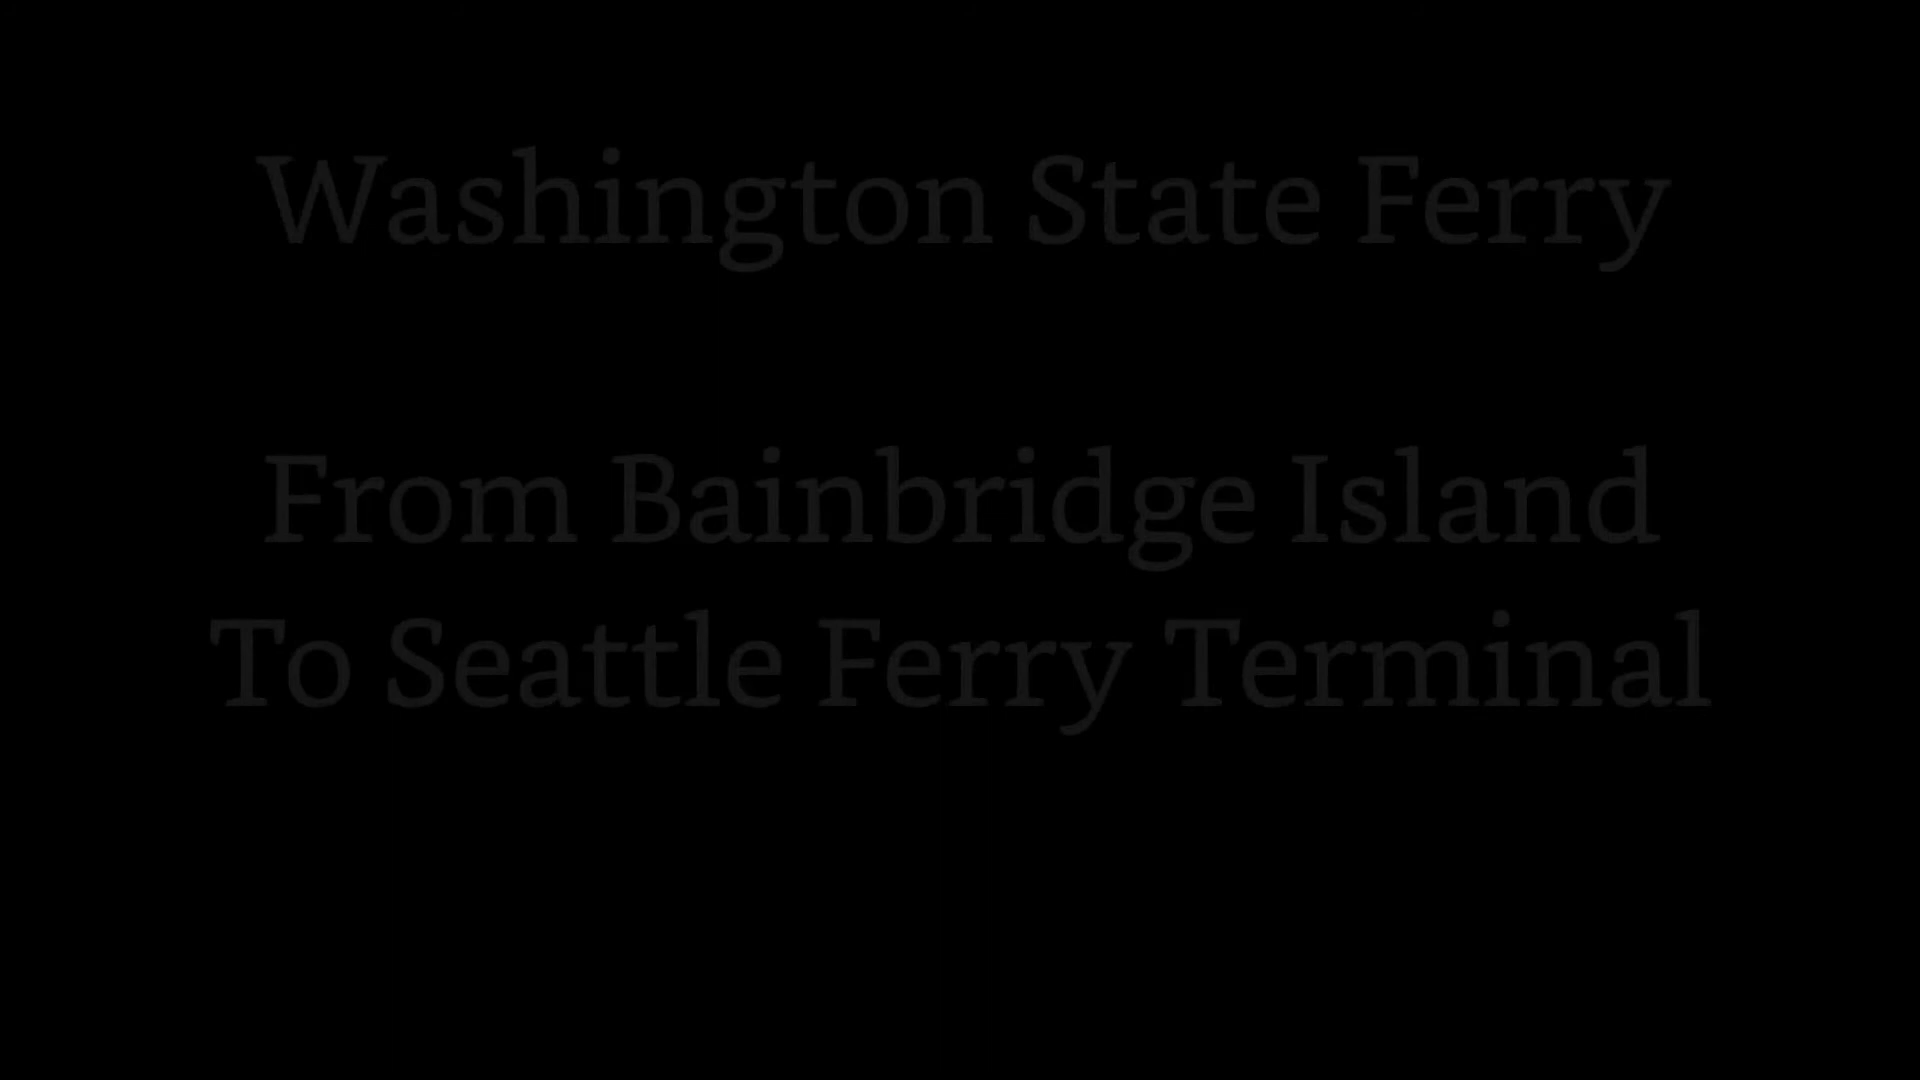 Washington State Ferry
From Bainbridge Island
To Seattle Ferry Terminal